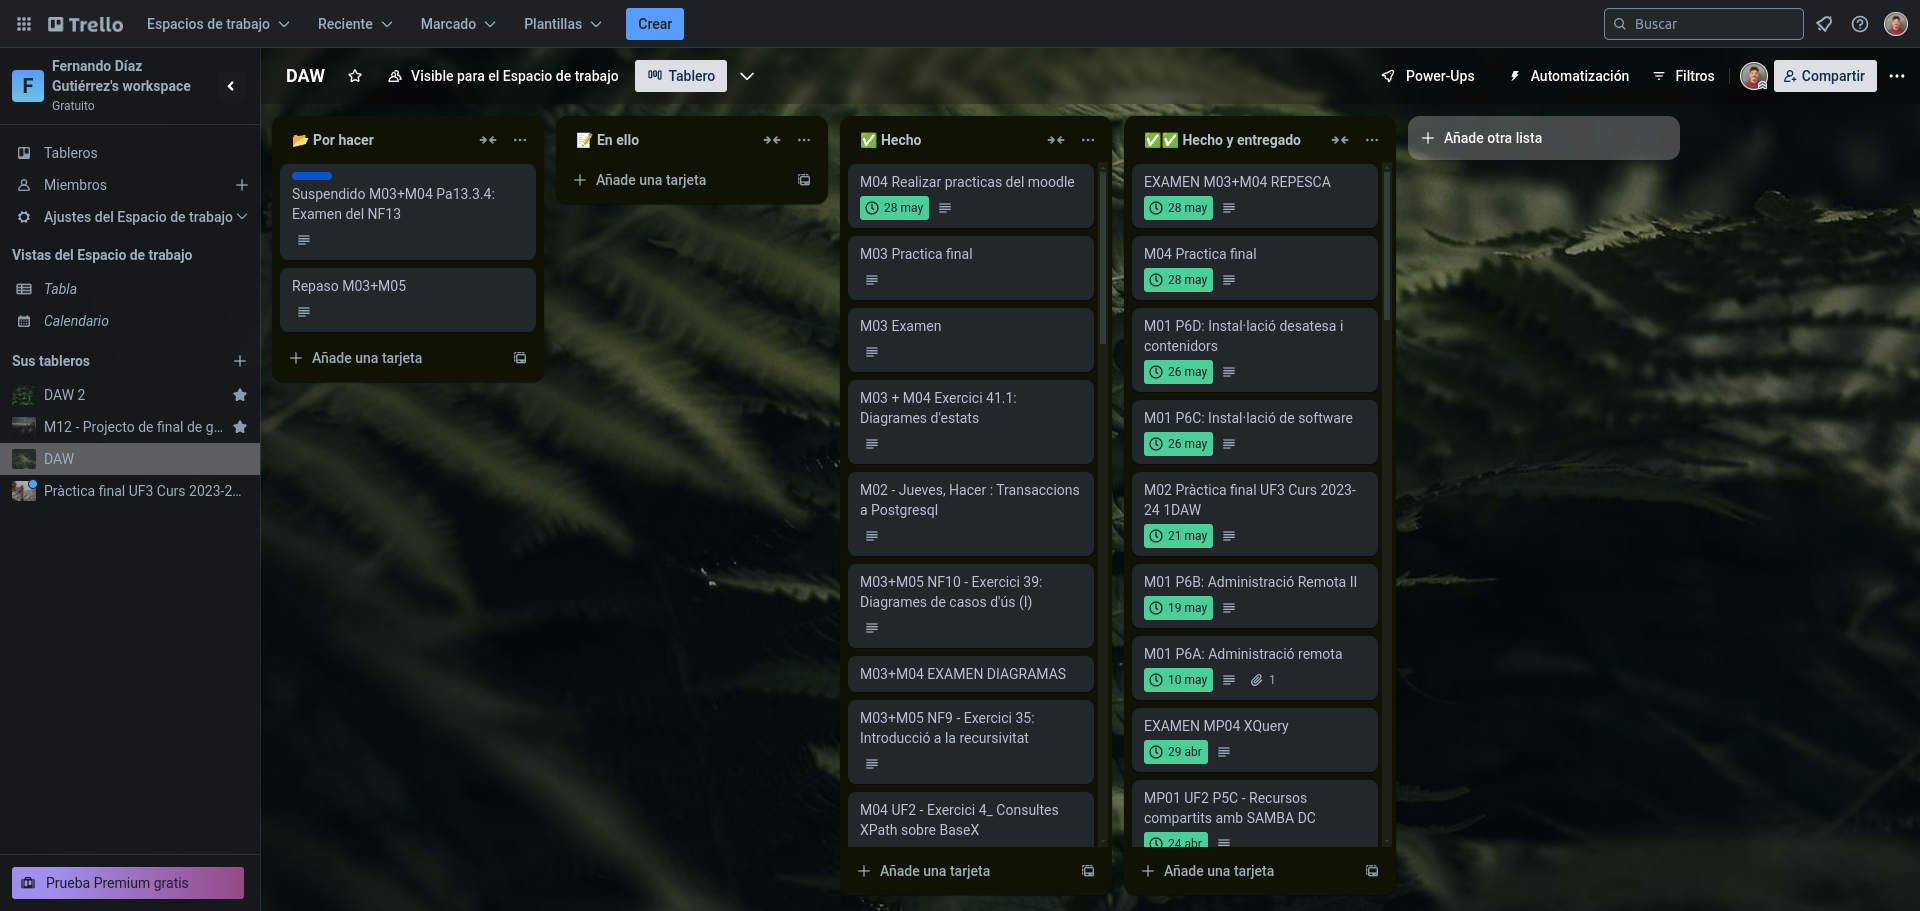 Trello
Espacios de trabajo
Reciente
Marcado
Plantillas
Crear
Buscar
F
Fernando Díaz
Gutiérrez's workspace
Gratuito
Tableros
Miembros
Ajustes del Espacio de trabajo
Vistas del Espacio de trabajo
Tabla
Calendario
Sus tableros
DAW 2
M12 - Projecto de final de g...
DAW
Pràctica final UF3 Curs 2023-2...
Prueba Premium gratis
DAW
Visible para el Espacio de trabajo
Tablero
Power-Ups
Automatización
Filtros
Compartir
Por hacer
Suspendido M03+M04 Pa13.3.4:
Examen del NF13
Repaso M03+M05
Añade una tarjeta
En ello
Añade una tarjeta
Hecho
M04 Realizar practicas del moodle
28 may
M03 Practica final
M03 Examen
M03 + M04 Exercici 41.1:
Diagrames d'estats
M02 - Jueves, Hacer : Transaccions
a Postgresql
M03+M05 NF10 - Exercici 39:
Diagrames de casos d'ús (I)
M03+M04 EXAMEN DIAGRAMAS
M03+M05 NF9 - Exercici 35:
Introducció a la recursivitat
M04 UF2 - Exercici 4_ Consultes
XPath sobre BaseX
Añade una tarjeta
Hecho y entregado
EXAMEN M03+M04 REPESCA
28 may
M04 Practica final
28 may
M01 P6D: Instal·lació desatesa i
contenidors
26 may
M01 P6C: Instal·lació de software
26 may
M02 Pràctica final UF3 Curs 2023-
24 1DAW
21 may
M01 P6B: Administració Remota II
19 may
M01 P6A: Administració remota
10 may
1
EXAMEN MP04 XQuery
29 abr
MP01 UF2 P5C - Recursos
compartits amb SAMBA DC
24 abr
Añade una tarjeta
Añade otra lista